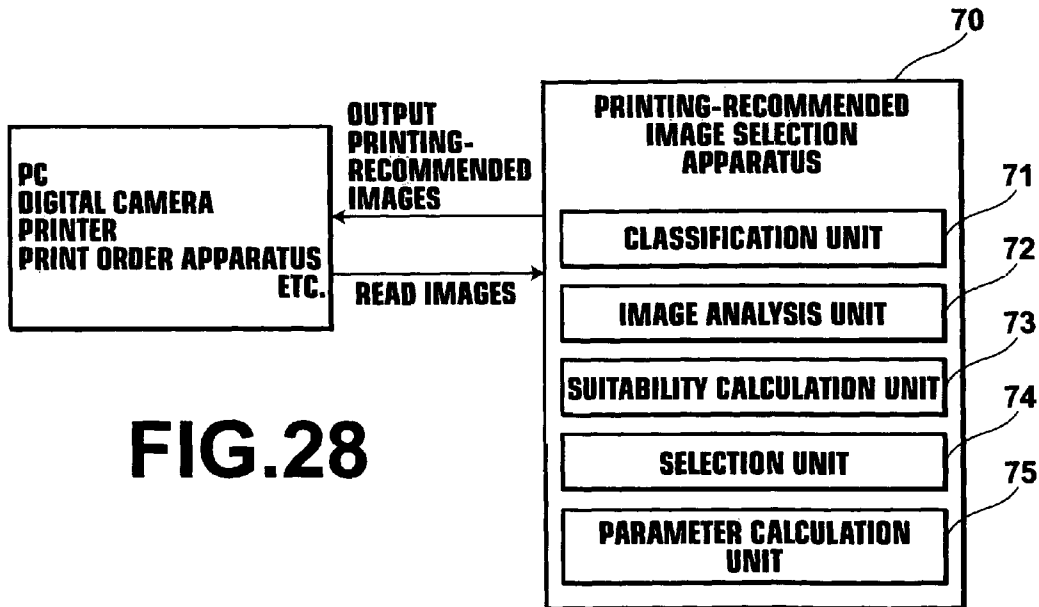 70
PRINTING-RECOMMENDED
IMAGE SELECTION
APPARATUS
OUTPUT
PRINTING-
RECOMMENDED
IMAGES
PC
DIGITAL CAMERA
PRINTER
PRINT ORDER APPARATUS
ETC.
READ IMAGES
71
CLASSIFICATION UNIT
72
IMAGE ANALYSIS UNIT
73
SUITABILITY CALCULATION UNIT
74
SELECTION UNIT
75
PARAMETER CALCULATION
UNIT
FIG.28